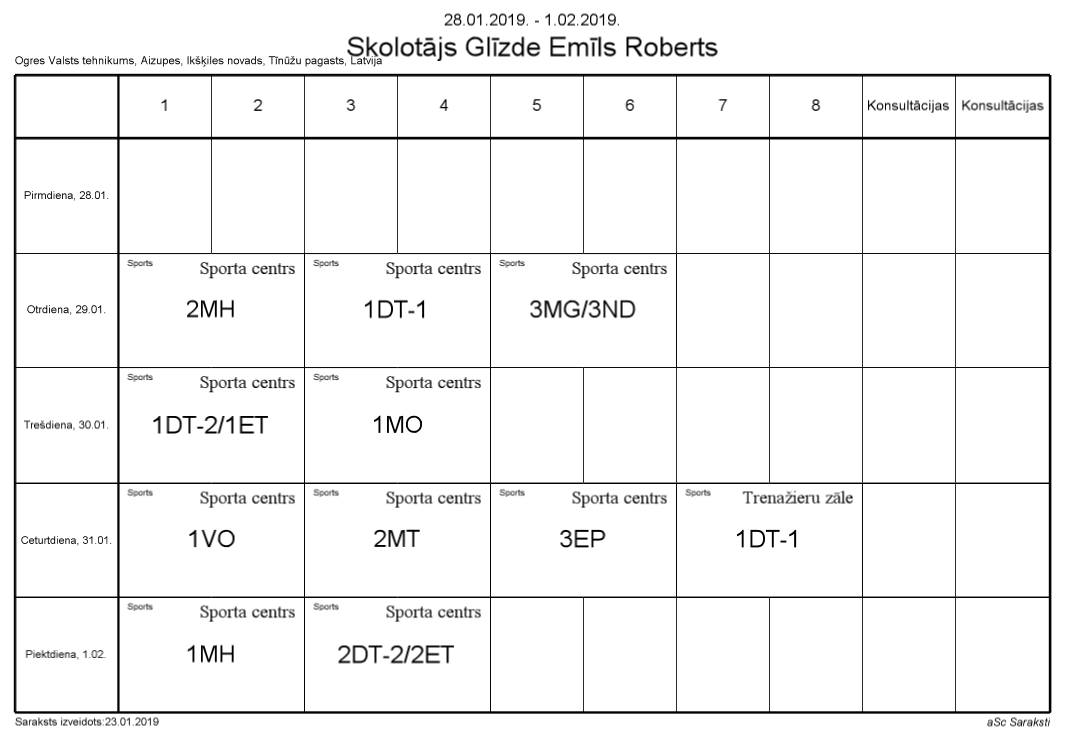 28.01.2019. - 1.02.2019.
Skolotājs Glīzde Emīls Roberts
Ogres Valsts tehnikums, Aizupes, Ikšķiles novads, Tīnūžu pagasts, Latvija
1 2 3 4 5 6 7 8 Konsultācijas Konsultācijas
Pirmdiena, 28.01.
Sports Sporta centrs Sports Sporta centrs Sports Sporta centrs
Otrdiena, 29.01. 2MH 1DT-1 3MG/3ND
Sports Sporta centrs Sports Sporta centrs
Trešdiena, 30.01. 1DT-2/1ET 1MO
Sports Sporta centrs Sports Sporta centrs Sports Sporta centrs Sports Trenažieru zāle
Ceturtdiena, 31.01. 1VO 2MT 3EP 1DT-1
Sports Sporta centrs Sports Sporta centrs
Piektdiena, 1.02. 1MH 2DT-2/2ET
Saraksts izveidots:23.01.2019 aSc Saraksti